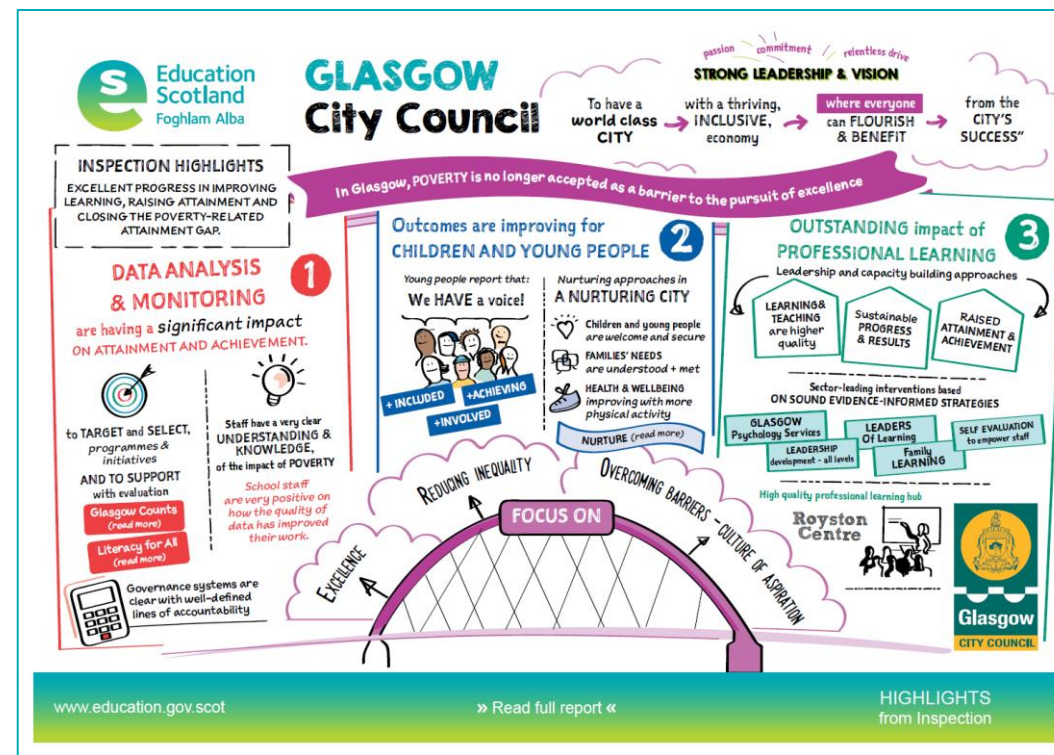 Education
Scotland
Foghlam Alba
GLASGOW
City Council
passion commitment relentless drive
STRONG LEADERSHIP & VISION
To have a
world class
CITY
with a thriving,
INCLUSIVE,
economy
where everyone
can FLOURISH
& BENEFIT
from the
CITY'S
SUCCESS"
INSPECTION HIGHLIGHTS
EXCELLENT PROGRESS IN IMPROVING
LEARNING, RAISING ATTAINMENT AND
CLOSING THE POVERTY-RELATED
ATTAINMENT GAP.
In Glasgow, POVERTY is no longer accepted as a barrier to the pursuit of excellence
DATA ANALYSIS
& MONITORING
1
are having a significant impact
ON ATTAINMENT AND ACHIEVEMENT.
to TARGET and SELECT,
programmes &
initiatives
AND TO SUPPORT
with evaluation
Glasgow Counts
(read more)
Literacy for All
(read more)
Staff have a very clear
UNDERSTANDING &
KNOWLEDGE,
of the impact of POVERTY
School staff
are very positive on
how the quality of
data has improved
their work.
Governance systems are
clear with well-defined
lines of accountability
Outcomes are improving for
CHILDREN AND YOUNG PEOPLE
2
Young people report that:
We HAVE a voice!
+ INCLUDED
+ACHIEVING
+INVOLVED
Nurturing approaches in
A NURTURING CITY
Children and young people
are welcome and secure
FAMILIES' NEEDS
are understood + met
HEALTH & WELLBEING
improving with more
physical activity
NURTURE (read more)
OUTSTANDING impact of
PROFESSIONAL LEARNING
3
Leadership and capacity building approaches
LEARNING &
TEACHING
are higher
quality
Sustainable
PROGRESS
& RESULTS
RAISED
ATTAINMENT &
ACHIEVEMENT
Sector-leading interventions based
ON SOUND EVIDENCE-INFORMED STRATEGIES
GLASGOW
Psychology Services
LEADERSHIP
development - all levels
LEADERS
Of Learning
Family
LEARNING
SELF EVALUATION
to empower staff
High quality professional learning hub
Royston
Centre
FOCUS ON
EXCELLENCE
REDUCING INEQUALITY
OVERCOMING BARRIERS - CULTURE OF ASPIRATION
Glasgow
CITY COUNCIL
www.education.gov.scot
» Read full report «
HIGHLIGHTS
from Inspection